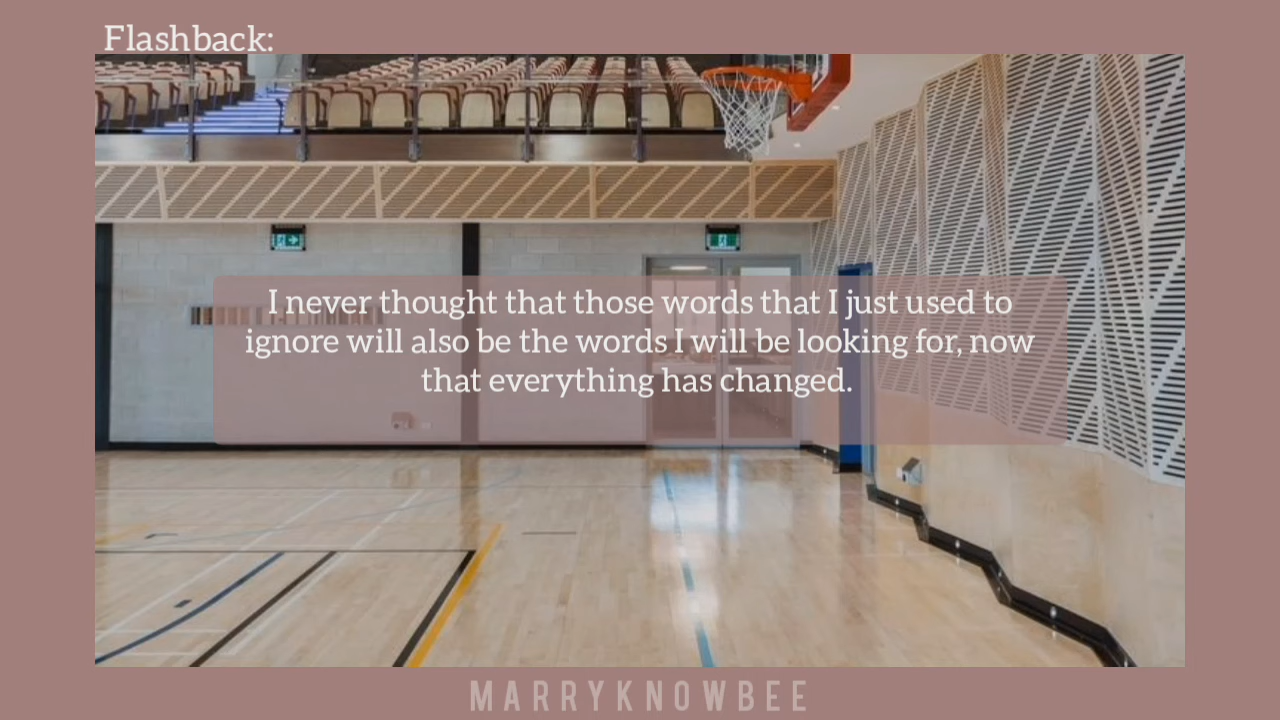 Flashback:
I never thought that those words that I just used to
ignore will also be the words I will be looking for, now
that everything has changed.
MARRYKNOWBEE